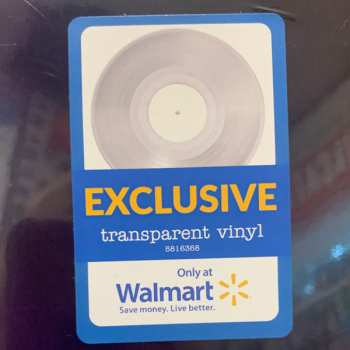 EXCLUSIVE
transparent vinyl
5816368
Only at
Walmart
Save money. Live better.